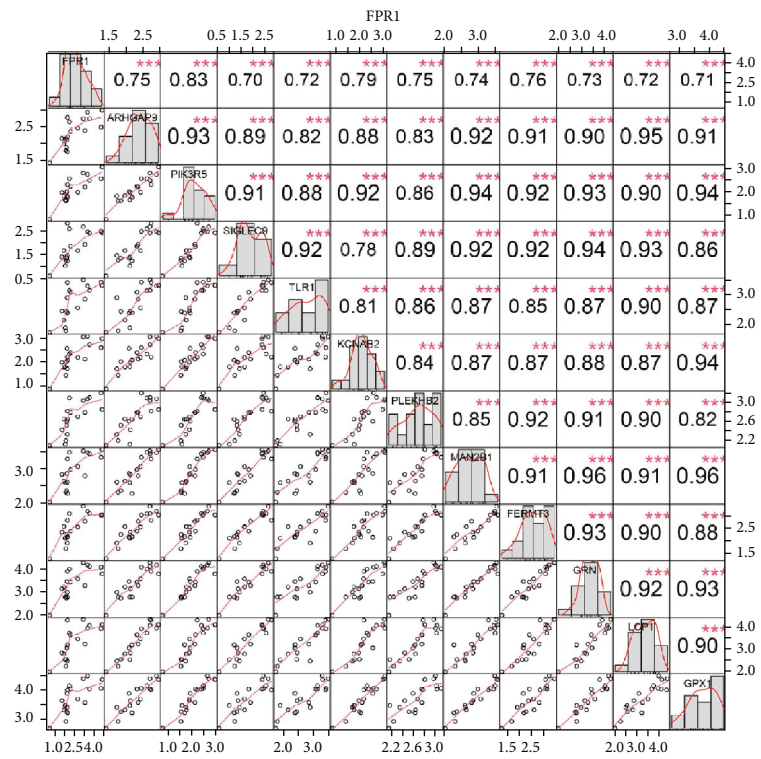 FPR1
1.5 2.5 0.5 1.5 2.5 1.0 2.0 3.0 2.0 3.0 2.0 3.0 4.0 3.0 4.0
FPR1 *** *** *** *** *** *** *** *** *** *** ***
0.75 0.83 0.70 0.72 0.79 0.75 0.74 0.76 0.73 0.72 0.71
4.0
2.5
1.0
ARHGAP9 *** *** *** *** *** *** *** *** *** ***
2.5
1.5
0.93 0.89 0.82 0.88 0.83 0.92 0.91 0.90 0.95 0.91
PIK3R5 *** *** *** *** *** *** *** *** ***
0.91 0.88 0.92 0.86 0.94 0.92 0.93 0.90 0.94
3.0
2.0
1.0
SIGLEC9 *** *** *** *** *** *** *** ***
2.5
1.5
0.5
0.92 0.78 0.89 0.92 0.92 0.94 0.93 0.86
TLR1 *** *** *** *** *** *** ***
0.81 0.86 0.87 0.85 0.87 0.90 0.87
3.0
2.0
KCNAB2 *** *** *** *** *** ***
3.0
2.0
1.0
0.84 0.87 0.87 0.88 0.87 0.94
PLEKHB2 *** *** *** *** ***
0.85 0.92 0.91 0.90 0.82
3.0
2.6
2.2
MAN2B1 *** *** *** ***
3.0
2.0
0.91 0.96 0.91 0.96
FERMT3 *** *** ***
0.93 0.90 0.88
2.5
1.5
GRN *** ***
4.0
3.0
2.0
0.92 0.93
LCP1 ***
0.90
4.0
3.0
2.0
GPX1
4.0
3.0
1.0 2.5 4.0 1.0 2.0 3.0 2.0 3.0 2.2 2.6 3.0 1.5 2.5 2.0 3.0 4.0